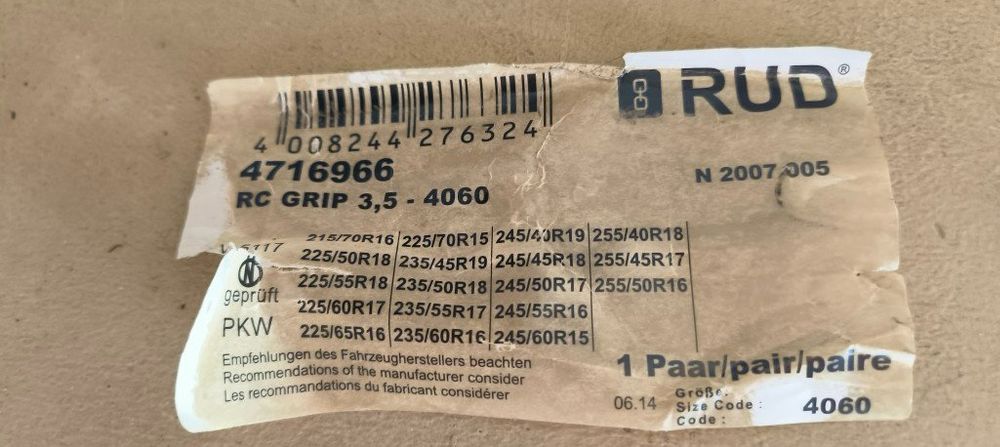 RUD®
4 008244 276324
4716966
N 2007 005
RC GRIP 3,5 - 4060
215/70R16 225/70R15 245/40R19 255/40R18
225/50R18 235/45R19 245/45R18 255/45R17
225/55R18 235/50R18 245/50R17 255/50R16
225/60R17 235/55R17 245/55R16
225/65R16 235/60R16 245/60R15
geprüft
PKW
Empfehlungen des Fahrzeugherstellers beachten
Recommendations of the manufacturer consider
Les recommandations du fabricant considérer
1 Paar/pair/paire
06.14
Größe:
Size Code : 4060
Code :